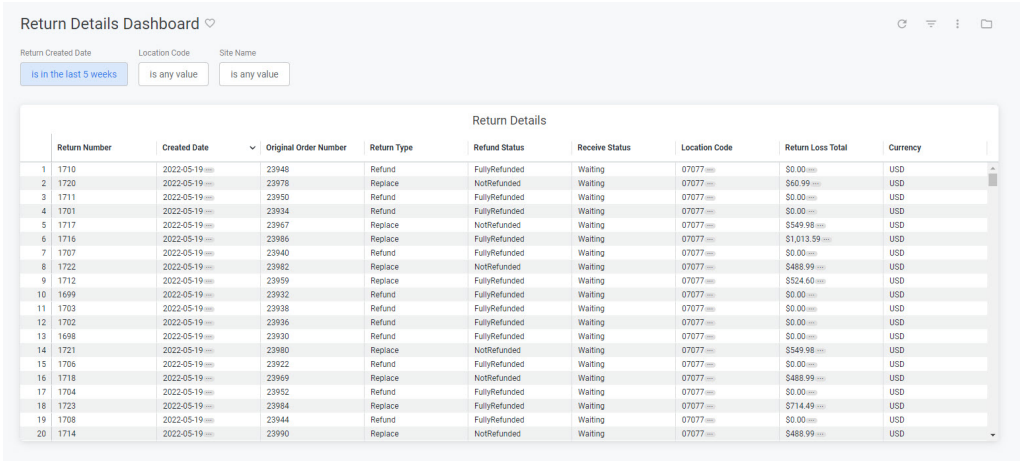 Return Details Dashboard
Return Created Date Location Code Site Name
is in the last 5 weeks is any value is any value
Return Details
Return Number Created Date Original Order Number Return Type Refund Status Receive Status Location Code Return Loss Total Currency
1 1710 2022-05-19 23948 Refund FullyRefunded Waiting 07077 $0.00 USD
2 1720 2022-05-19 23978 Replace NotRefunded Waiting 07077 $60.99 USD
3 1711 2022-05-19 23950 Refund FullyRefunded Waiting 07077 $0.00 USD
4 1701 2022-05-19 23934 Refund FullyRefunded Waiting 07077 $0.00 USD
5 1717 2022-05-19 23967 Replace NotRefunded Waiting 07077 $549.98 USD
6 1716 2022-05-19 23986 Replace FullyRefunded Waiting 07077 $1,013.59 USD
7 1707 2022-05-19 23940 Refund FullyRefunded Waiting 07077 $0.00 USD
8 1722 2022-05-19 23982 Replace NotRefunded Waiting 07077 $488.99 USD
9 1712 2022-05-19 23959 Replace FullyRefunded Waiting 07077 $524.60 USD
10 1699 2022-05-19 23932 Refund FullyRefunded Waiting 07077 $0.00 USD
11 1703 2022-05-19 23938 Refund FullyRefunded Waiting 07077 $0.00 USD
12 1702 2022-05-19 23936 Refund FullyRefunded Waiting 07077 $0.00 USD
13 1698 2022-05-19 23930 Refund FullyRefunded Waiting 07077 $0.00 USD
14 1721 2022-05-19 23980 Replace NotRefunded Waiting 07077 $549.98 USD
15 1706 2022-05-19 23922 Refund FullyRefunded Waiting 07077 $0.00 USD
16 1718 2022-05-19 23969 Replace NotRefunded Waiting 07077 $488.99 USD
17 1704 2022-05-19 23952 Refund FullyRefunded Waiting 07077 $0.00 USD
18 1723 2022-05-19 23984 Replace FullyRefunded Waiting 07077 $714.49 USD
19 1708 2022-05-19 23944 Refund FullyRefunded Waiting 07077 $0.00 USD
20 1714 2022-05-19 23990 Replace NotRefunded Waiting 07077 $488.99 USD